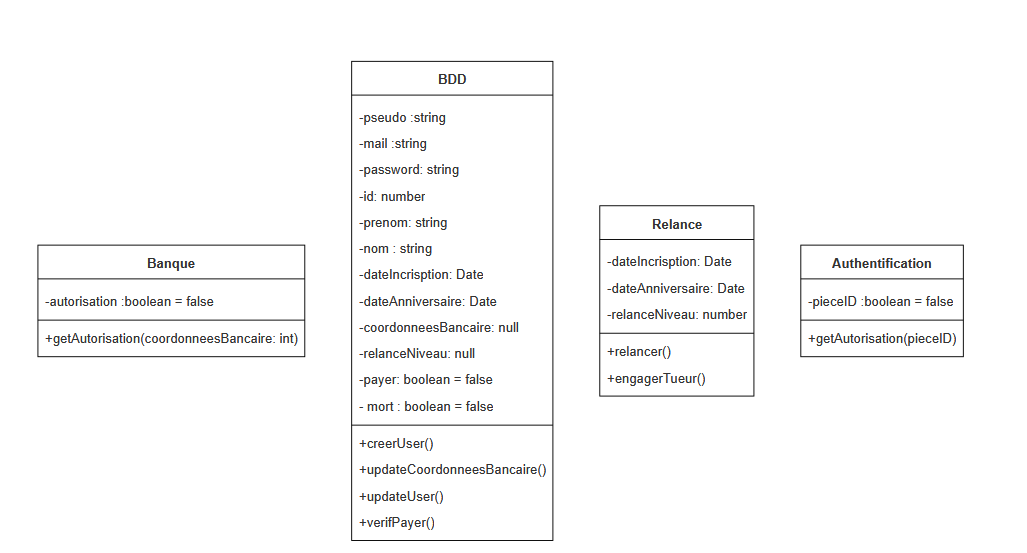 Banque
-autorisation :boolean = false
+getAutorisation(coordonneesBancaire: int)
BDD
-pseudo :string
-mail :string
-password: string
-id: number
-prenom: string
-nom : string
-dateIncrisption: Date
-dateAnniversaire: Date
-coordonneesBancaire: null
-relanceNiveau: null
-payer: boolean = false
- mort : boolean = false
+creerUser()
+updateCoordonneesBancaire()
+updateUser()
+verifPayer()
Relance
-dateIncrisption: Date
-dateAnniversaire: Date
-relanceNiveau: number
+relancer()
+engagerTueur()
Authentification
-pieceID :boolean = false
+getAutorisation(pieceID)